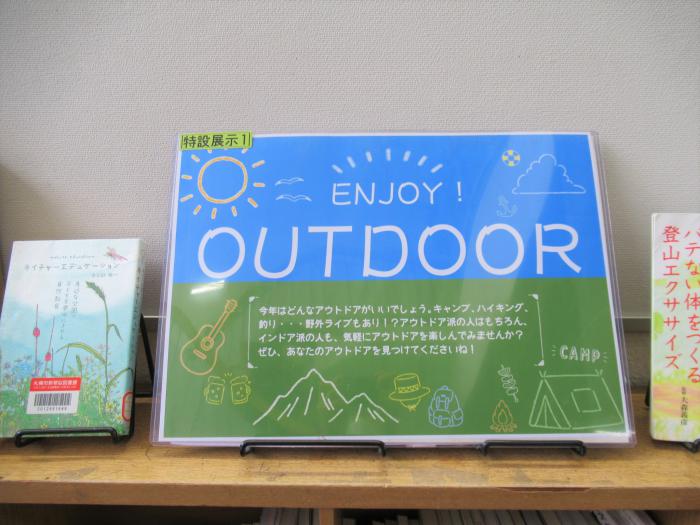 特設展示1
ENJOY!
OUTDOOR
今年はどんなアウトドアがいいでしょう。キャンプ、ハイキング、
釣り・・・野外ライブもあり!?アウトドア派の人はもちろん、
インドア派の人も、気軽にアウトドアを楽しんでみませんか?
ぜひ、あなたのアウトドアを見つけてくださいね!
CAMP
ネイチャーエデュケーション
バテない体をつくる
登山エクササイズ
大森義彦